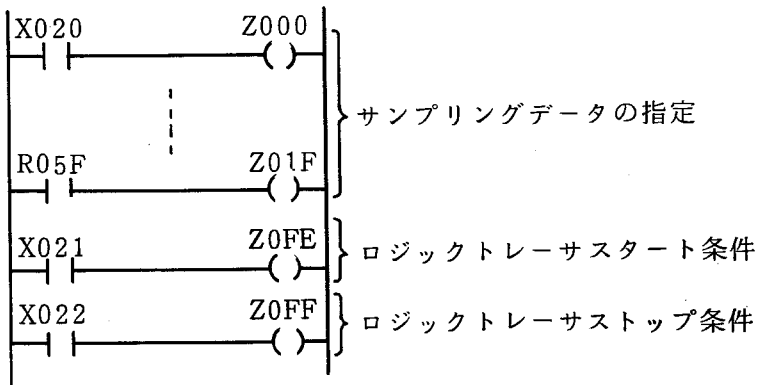 X020 Z000
サンプリングデータの指定
R05F Z01F
X021 Z0FE
ロジックトレーサスタート条件
X022 Z0FF
ロジックトレーサストップ条件